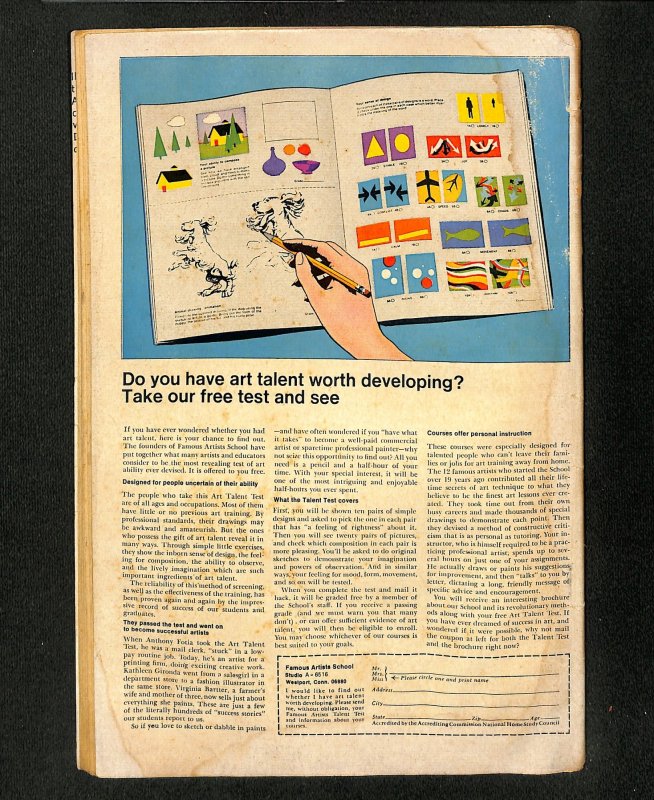 Your sense of design
Your ability to compose
a picture
Do you have art talent worth developing?
Take our free test and see
If you have ever wondered whether you had
art talent, here is your chance to find out.
The founders of Famous Artists School have
put together what many artists and educators
consider to be the most revealing test of art
ability ever devised. It is offered to you free.
Designed for people uncertain of their ability
The people who take this Art Talent Test
are of all ages and occupations. Most of them
have little or no previous art training. By
professional standards, their drawings may
be awkward and amateurish. But the ones
who possess the gift of art talent reveal it in
many ways. Through simple little exercises,
they show the inborn sense of design, the feel-
ing for composition, the ability to observe,
and the lively imagination which are such
important ingredients of art talent.
The reliability of this method of screening,
as well as the effectiveness of the training, has
been proven again and again by the impres-
sive record of success of our students and
graduates.
They passed the test and went on
to become successful artists
When Anthony Fotia took the Art Talent
Test, he was a mail clerk, "stuck" in a low-
pay routine job. Today, he's an artist for a
printing firm, doing exciting creative work.
Kathleen Gironda went from a salesgirl in a
department store to a fashion illustrator in
the same store. Virginia Bartter, a farmer's
wife and mother of three, now sells just about
everything she paints. These are just a few
of the literally hundreds of "success stories"
our students report to us.
So if you love to sketch or dabble in paints
—and have often wondered if you "have what
it takes" to become a well-paid commercial
artist or sparetime professional painter—why
not seize this opportunity to find out? All you
need is a pencil and a half-hour of your
time. With your special interest, it will be
one of the most intriguing and enjoyable
half-hours you ever spent.
What the Talent Test covers
First, you will be shown ten pairs of simple
designs and asked to pick the one in each pair
that has "a feeling of rightness" about it.
Then you will see twenty pairs of pictures,
and check which composition in each pair is
more pleasing. You'll be asked to do original
sketches to demonstrate your imagination
and powers of observation. And in similar
ways, your feeling for mood, form, movement,
and so on will be tested.
When you complete the test and mail it
back, it will be graded free by a member of
the School's staff. If you receive a passing
grade (and we must warn you that many
don't), or can offer sufficient evidence of art
talent, you will then be eligible to enroll.
You may choose whichever of our courses is
best suited to your goals.
Courses offer personal instruction
These courses were especially designed for
talented people who can't leave their fami-
lies or jobs for art training away from home.
The 12 famous artists who started the School
over 19 years ago contributed all their life-
time secrets of art technique to what they
believe to be the finest art lessons ever cre-
ated. They took time out from their own
busy careers and made thousands of special
drawings to demonstrate each point. Then
they devised a method of constructive criti-
cism that is as personal as tutoring. Your in-
structor, who is himself required to be a prac-
ticing professional artist, spends up to sev-
eral hours on just one of your assignments.
He actually draws or paints his suggestions
for improvement, and then "talks" to you by
letter, dictating a long, friendly message of
specific advice and encouragement.
You will receive an interesting brochure
about our School and its revolutionary meth-
ods along with your free Art Talent Test. If
you have ever dreamed of success in art, and
wondered if it were possible, why not mail
the coupon at left for both the Talent Test
and the brochure right now?
Famous Artists School
Studio A-6516
Westport, Conn. 06880
I would like to find out
whether I have art talent
worth developing. Please send
me, without obligation, your
Famous Artists Talent Test
and information about your
courses.
Mr.
Mrs.
Miss
Please circle one and print name
Address
City
State Zip Age
Accredited by the Accrediting Commission National Home Study Council